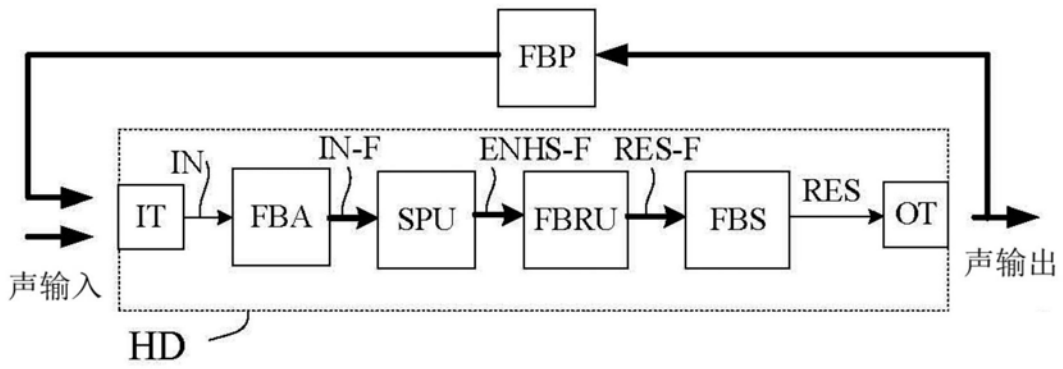 FBP
IN
IN-F
ENHS-F
RES-F
RES
IT
FBA
SPU
FBRU
FBS
OT
声输入
声输出
HD